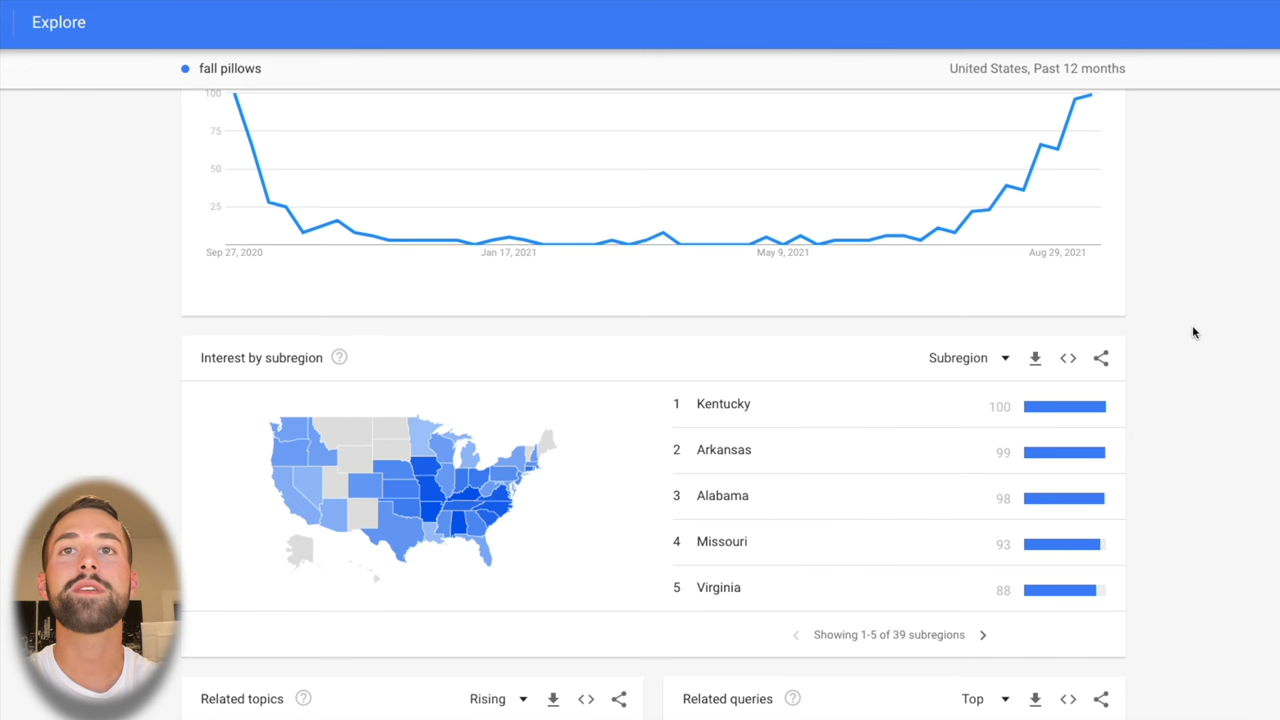 Explore
fall pillows
United States, Past 12 months
100
75
50
25
Sep 27, 2020
Jan 17, 2021
May 9, 2021
Aug 29, 2021
Interest by subregion ?
Subregion
1 Kentucky 100
2 Arkansas 99
3 Alabama 98
4 Missouri 93
5 Virginia 88
Showing 1-5 of 39 subregions
Related topics ? Rising
Related queries ? Top